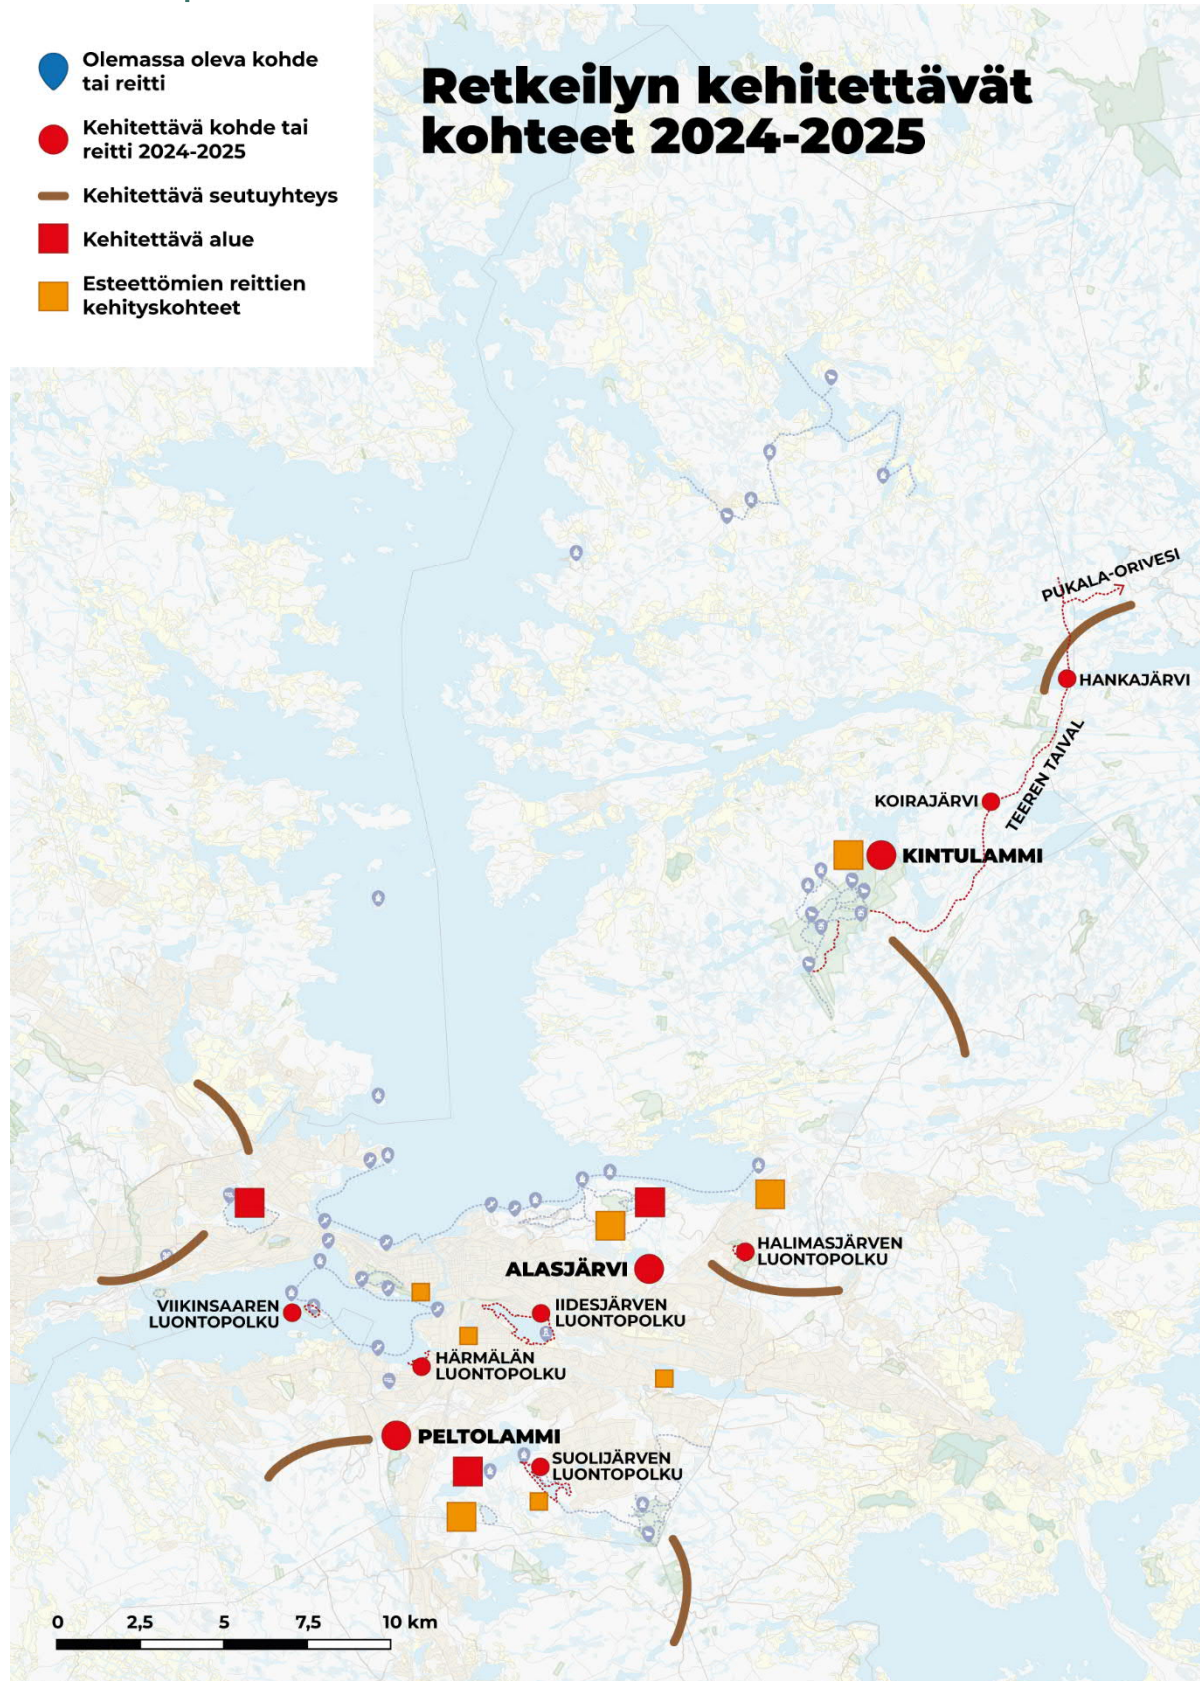 Olemassa oleva kohde
tai reitti
Kehitettävä kohde tai
reitti 2024-2025
Kehitettävä seutuyhteys
Kehitettävä alue
Esteettömien reittien
kehityskohteet
Retkeilyn kehitettävät
kohteet 2024-2025
PUKALA-ORIVESI
HANKAJÄRVI
TEEREN TAIVAL
KOIRAJÄRVI
KINTULAMMI
HALIMASJÄRVEN
LUONTOPOLKU
ALASJÄRVI
VIIKINSAAREN
LUONTOPOLKU
IIDESJÄRVEN
LUONTOPOLKU
HÄRMÄLÄN
LUONTOPOLKU
PELTOLAMMI
SUOLIJÄRVEN
LUONTOPOLKU
0 2,5 5 7,5 10 km